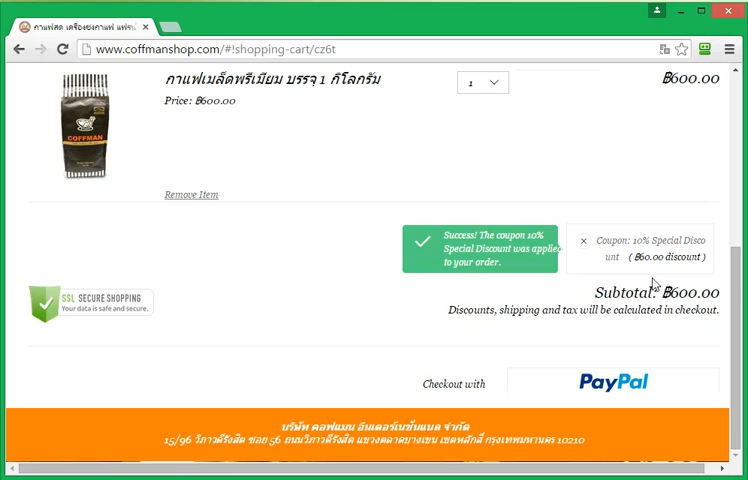 กาแฟสด เครื่องชงกาแฟ แฟรน
www.coffmanshop.com/#!shopping-cart/cz6t
กาแฟเมล็ดพรีเมียม บรรจุ 1 กิโลกรัม
1
฿600.00
Price: ฿600.00
COFFMAN
Remove Item
Success! The coupon 10%
Special Discount was applied
to your order.
Coupon: 10% Special Disco
unt ( ฿60.00 discount )
Subtotal: ฿600.00
Discounts, shipping and tax will be calculated in checkout.
SSL SECURE SHOPPING
Your data is safe and secure.
Checkout with
PayPal
บริษัท คอฟแมน อินเตอร์เนชั่นแนล จำกัด
15/96 วิภาวดีรังสิต ซอย 56 ถนนวิภาวดีรังสิต แขวงตลาดบางเขน เขตหลักสี่ กรุงเทพมหานคร 10210